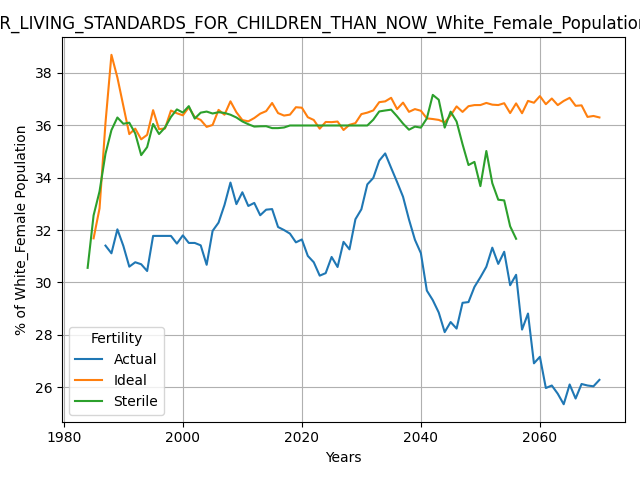 R_LIVING_STANDARDS_FOR_CHILDREN_THAN_NOW_White_Female_Population
% of White_Female Population
38
36
34
32
30
28
26
Fertility
Actual
Ideal
Sterile
1980
2000
2020
2040
2060
Years